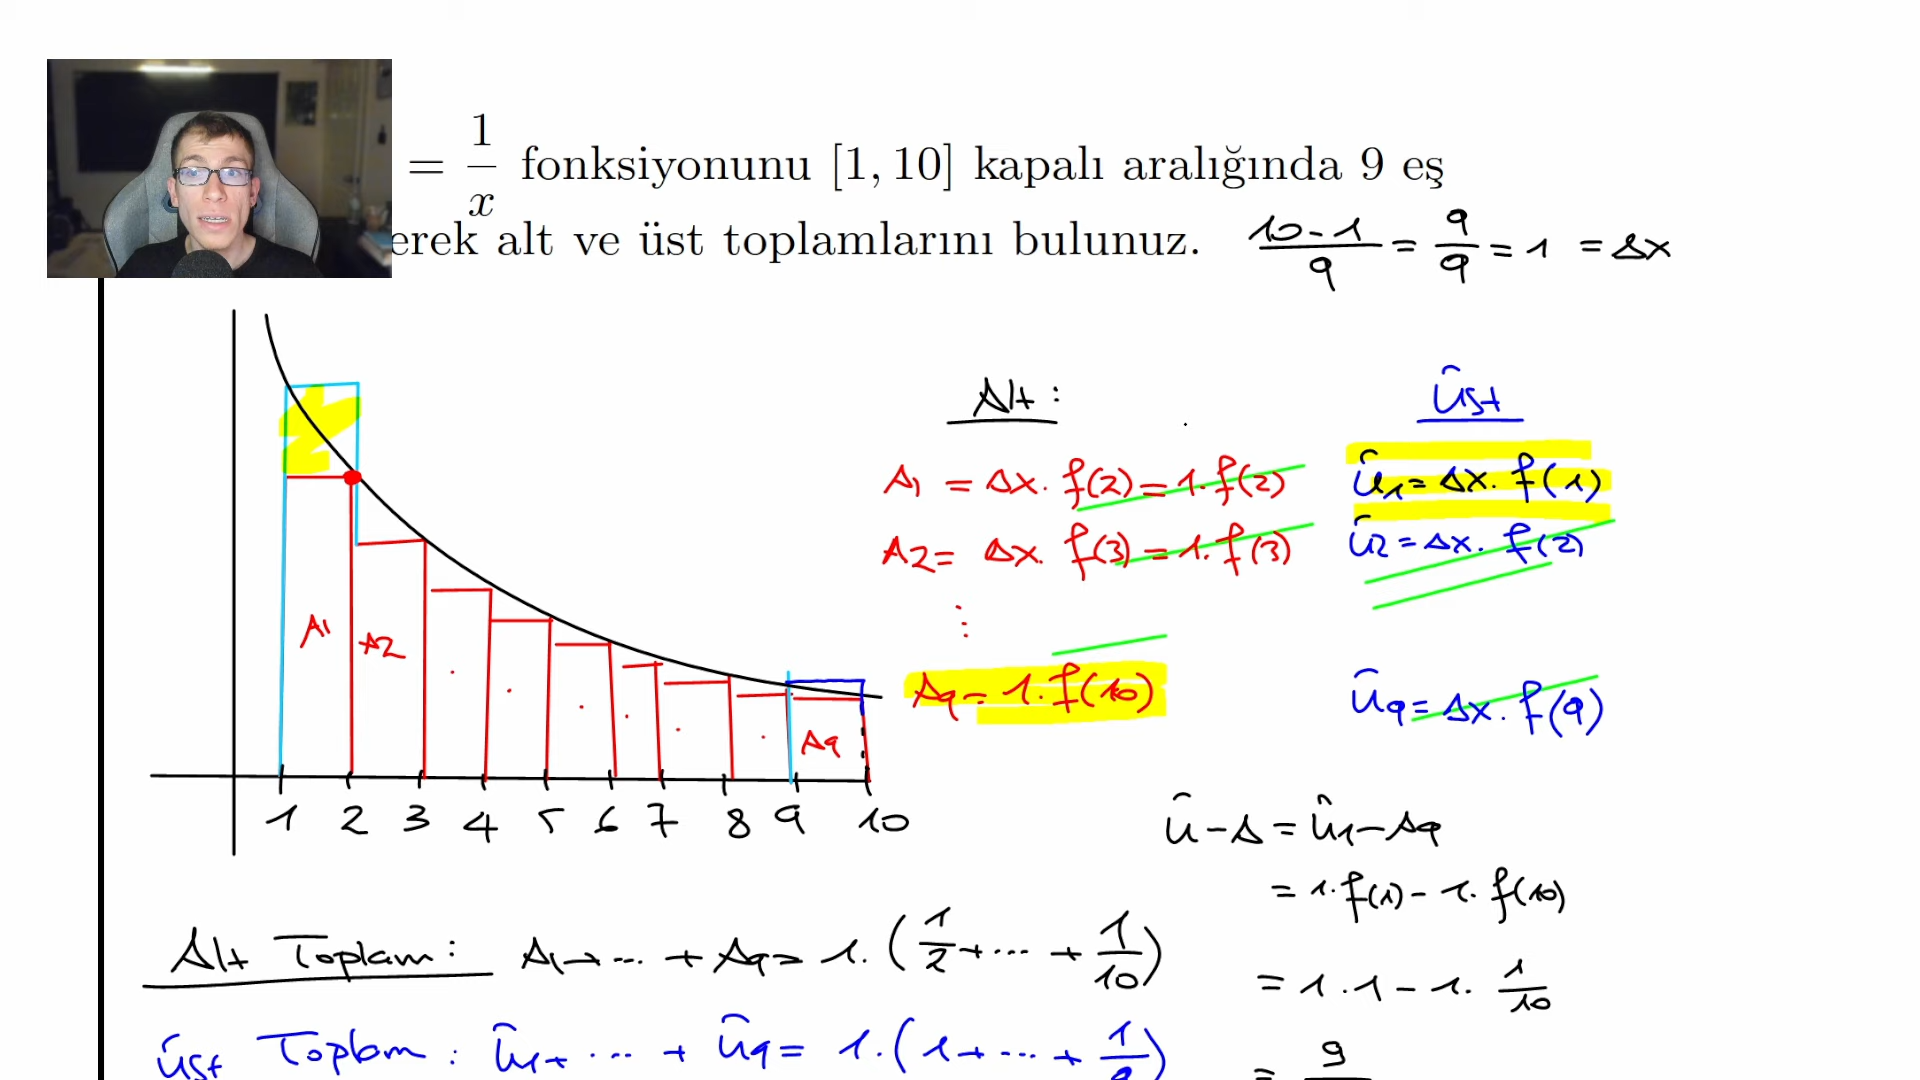 = 1/x fonksiyonunu [1, 10] kapalı aralığında 9 eş
erek alt ve üst toplamlarını bulunuz.
10-1/9 = 9/9 = 1 = Δx
Alt :
A1 = Δx. f(2) = 1. f(2)
A2 = Δx. f(3) = 1. f(3)
⋮
A9 = 1. f(10)
Üst
Ü1 = Δx. f(1)
Ü2 = Δx. f(2)
Ü9 = Δx. f(9)
A1
A2
A9
1 2 3 4 5 6 7 8 9 10
Ü-A = Ü1-A9
= 1. f(1) - 1. f(10)
= 1.1 - 1. 1/10
= 9
Alt Toplam : A1+ ... + A9 = 1. (1/2 + ... + 1/10)
Üst Toplam : Ü1+ ... + Ü9 = 1. (1 + ... + 1/9)